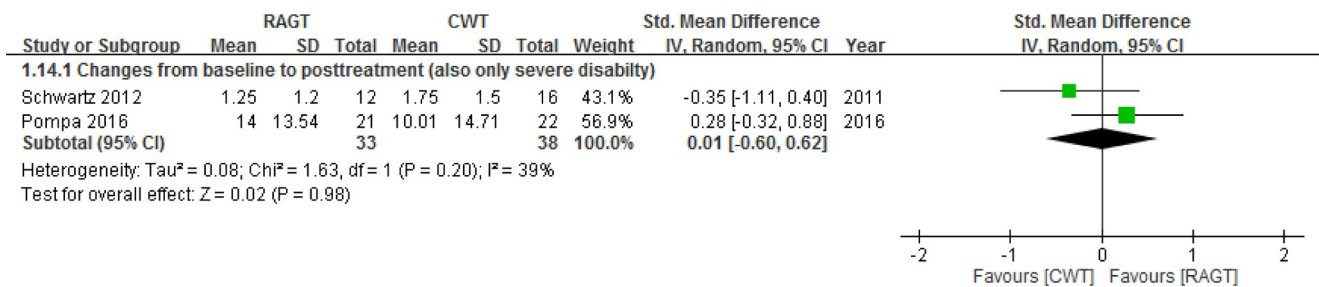 RAGT CWT Std. Mean Difference Std. Mean Difference
Study or Subgroup Mean SD Total Mean SD Total Weight IV, Random, 95% CI Year IV, Random, 95% CI
1.14.1 Changes from baseline to posttreatment (also only severe disabilty)
Schwartz 2012 1.25 1.2 12 1.75 1.5 16 43.1% -0.35 [-1.11, 0.40] 2011
Pompa 2016 14 13.54 21 10.01 14.71 22 56.9% 0.28 [-0.32, 0.88] 2016
Subtotal (95% CI) 33 38 100.0% 0.01 [-0.60, 0.62]
Heterogeneity: Tau² = 0.08; Chi² = 1.63, df = 1 (P = 0.20); I² = 39%
Test for overall effect: Z = 0.02 (P = 0.98)
-2 -1 0 1 2
Favours [CWT] Favours [RAGT]